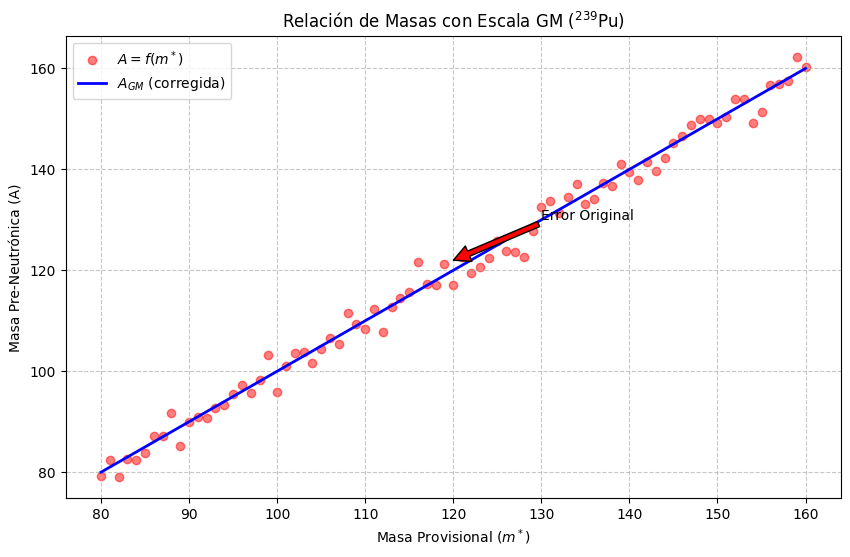 Relación de Masas con Escala GM (²³⁹Pu)
A = f(m*)
A_GM (corregida)
Masa Pre-Neutrónica (A)
160
140
120
100
80
Error Original
80 90 100 110 120 130 140 150 160
Masa Provisional (m*)